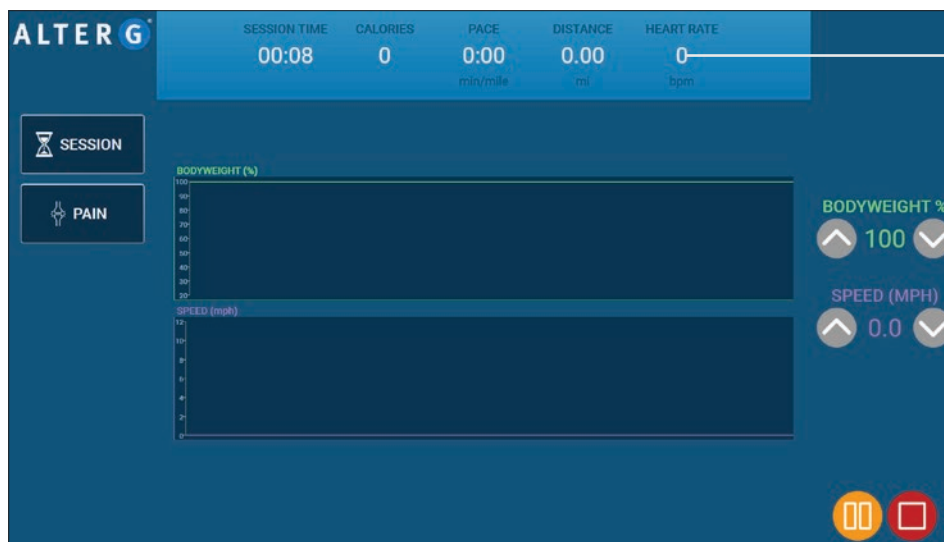 ALTER G
SESSION TIME CALORIES PACE DISTANCE HEART RATE
00:08 0 0:00 0.00 0
min/mile mi bpm
SESSION
PAIN
BODYWEIGHT (%)
100
90
80
70
60
50
40
30
20
SPEED (mph)
12
10
8
6
4
2
0
BODYWEIGHT %
100
SPEED (MPH)
0.0